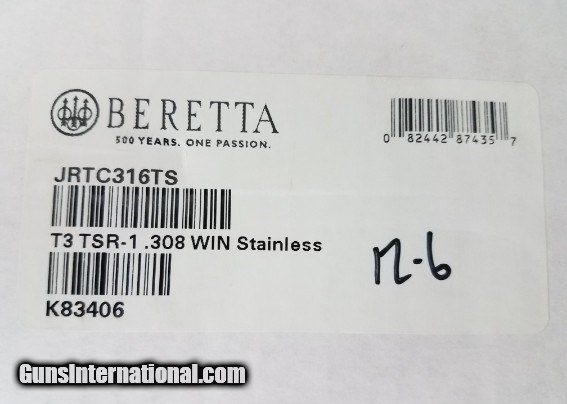 BERETTA
500 YEARS. ONE PASSION.
0 82442 87435 7
JRTC316TS
T3 TSR-1 .308 WIN Stainless
K83406
12-6
GunsInternational.com